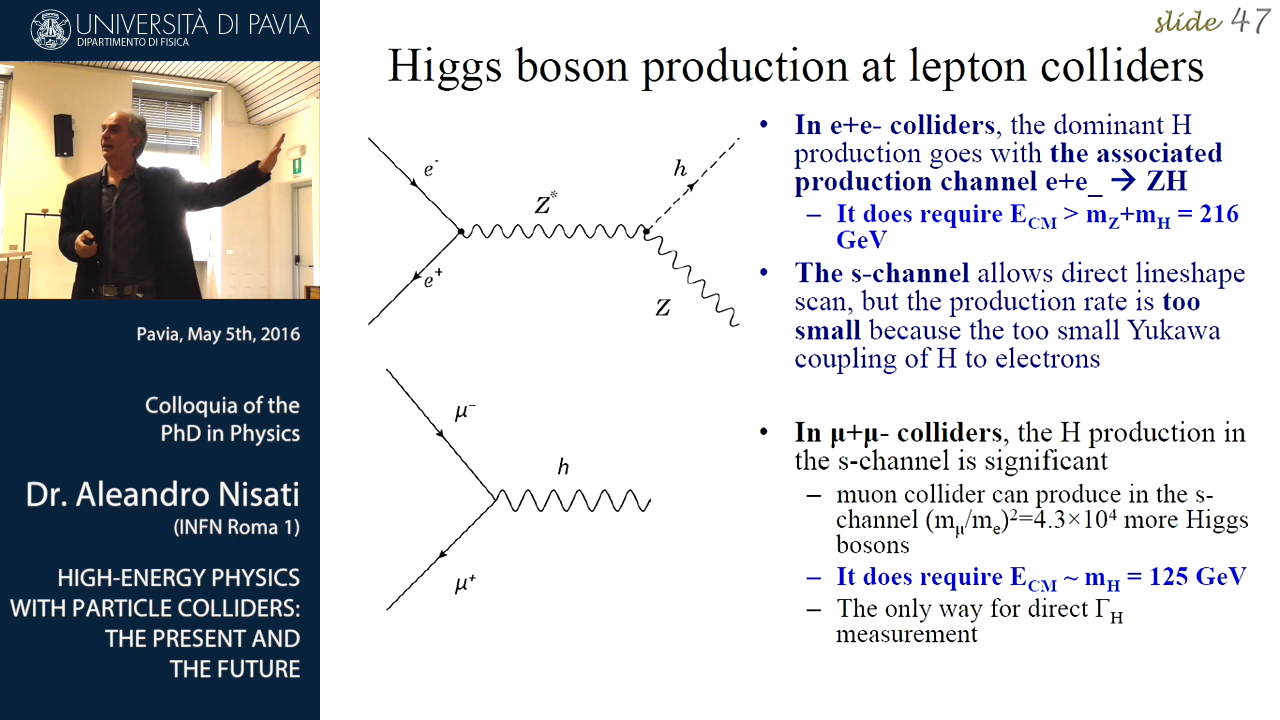 UNIVERSITÀ DI PAVIA
DIPARTIMENTO DI FISICA
Pavia, May 5th, 2016
Colloquia of the
PhD in Physics
Dr. Aleandro Nisati
(INFN Roma 1)
HIGH-ENERGY PHYSICS
WITH PARTICLE COLLIDERS:
THE PRESENT AND
THE FUTURE
slide 47
Higgs boson production at lepton colliders
e-
e+
Z*
h
Z
μ−
μ+
h
• In e+e- colliders, the dominant H
production goes with the associated
production channel e+e_ → ZH
– It does require ECM > mZ+mH = 216
GeV
• The s-channel allows direct lineshape
scan, but the production rate is too
small because the too small Yukawa
coupling of H to electrons
• In μ+μ- colliders, the H production in
the s-channel is significant
– muon collider can produce in the s-
channel (mμ/me)²=4.3×10⁴ more Higgs
bosons
– It does require ECM ~ mH = 125 GeV
– The only way for direct ΓH
measurement